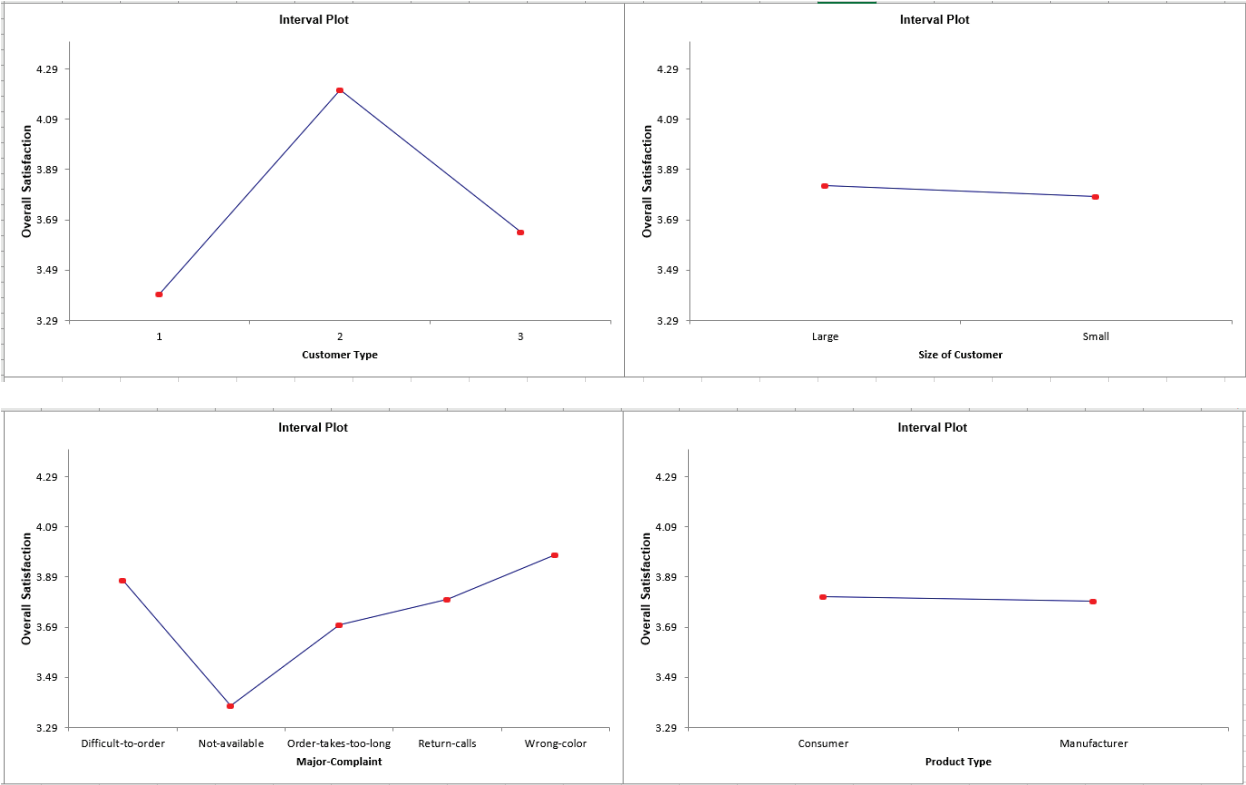 Interval Plot
Overall Satisfaction
4.29
4.09
3.89
3.69
3.49
3.29
1 2 3
Customer Type
Interval Plot
Overall Satisfaction
4.29
4.09
3.89
3.69
3.49
3.29
Large Small
Size of Customer
Interval Plot
Overall Satisfaction
4.29
4.09
3.89
3.69
3.49
3.29
Difficult-to-order Not-available Order-takes-too-long Return-calls Wrong-color
Major-Complaint
Interval Plot
Overall Satisfaction
4.29
4.09
3.89
3.69
3.49
3.29
Consumer Manufacturer
Product Type